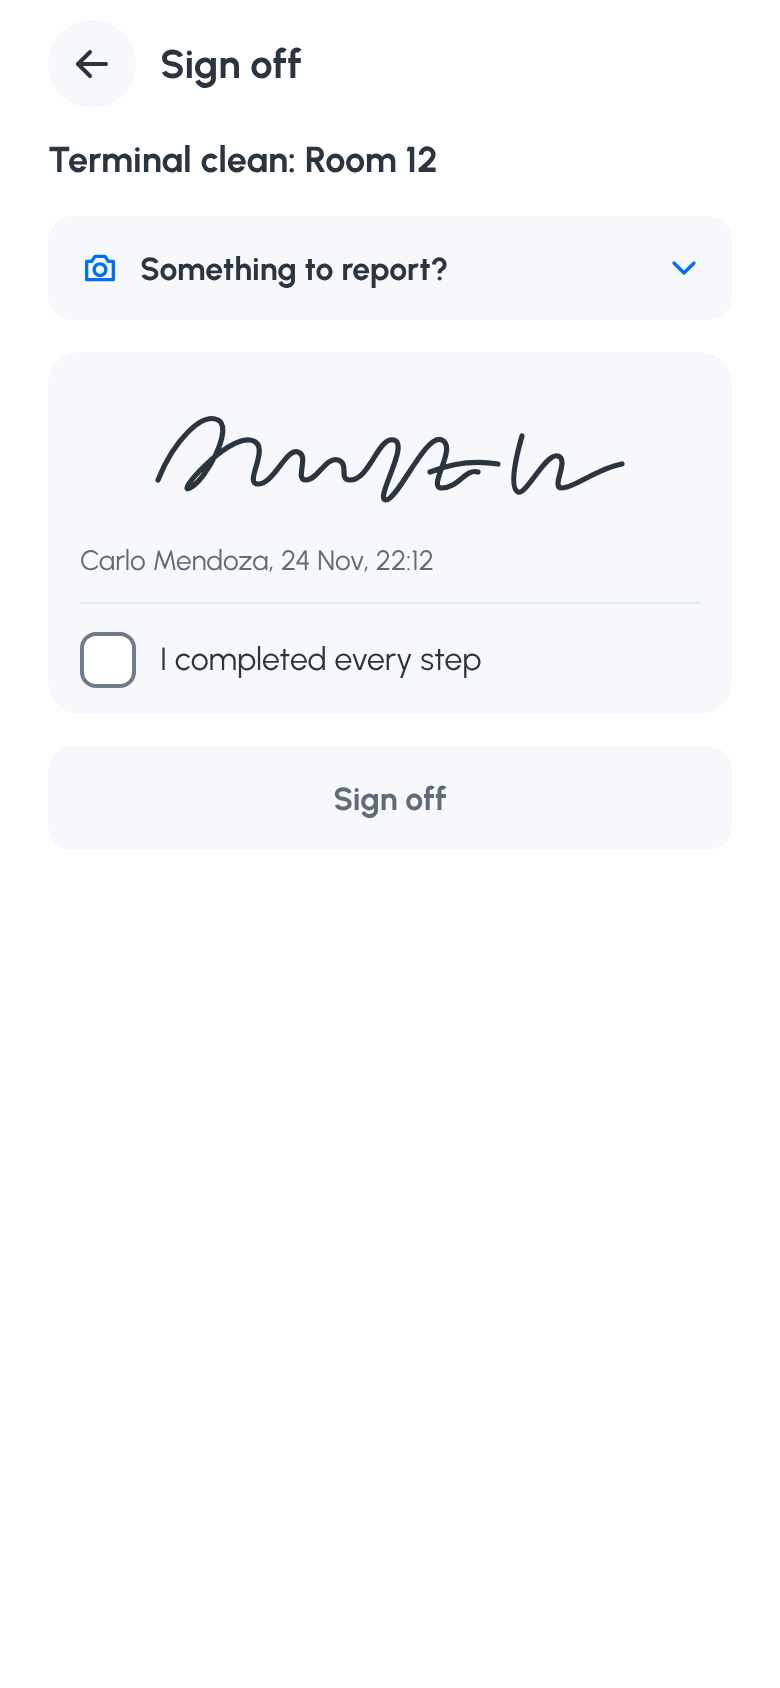 Sign off
Terminal clean: Room 12
Something to report?
Carlo Mendoza, 24 Nov, 22:12
I completed every step
Sign off